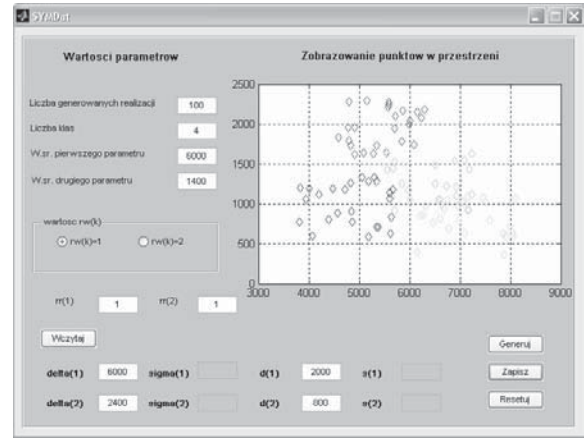 SYMDat
Wartosci parametrow
Zobrazowanie punktow w przestrzeni
Liczba generowanych realizacji 100
Liczba klas 4
W.sr. pierwszego parametru 6000
W.sr. drugiego parametru 1400
wartosc rw(k)
rw(k)=1 rw(k)=2
rr(1) 1 rr(2) 1
Wczytaj
2500
2000
1500
1000
500
0
3000 4000 5000 6000 7000 8000 9000
Generuj
delta(1) 6000 sigma(1) d(1) 2000 s(1) Zapisz
delta(2) 2400 sigma(2) d(2) 800 s(2) Resetuj